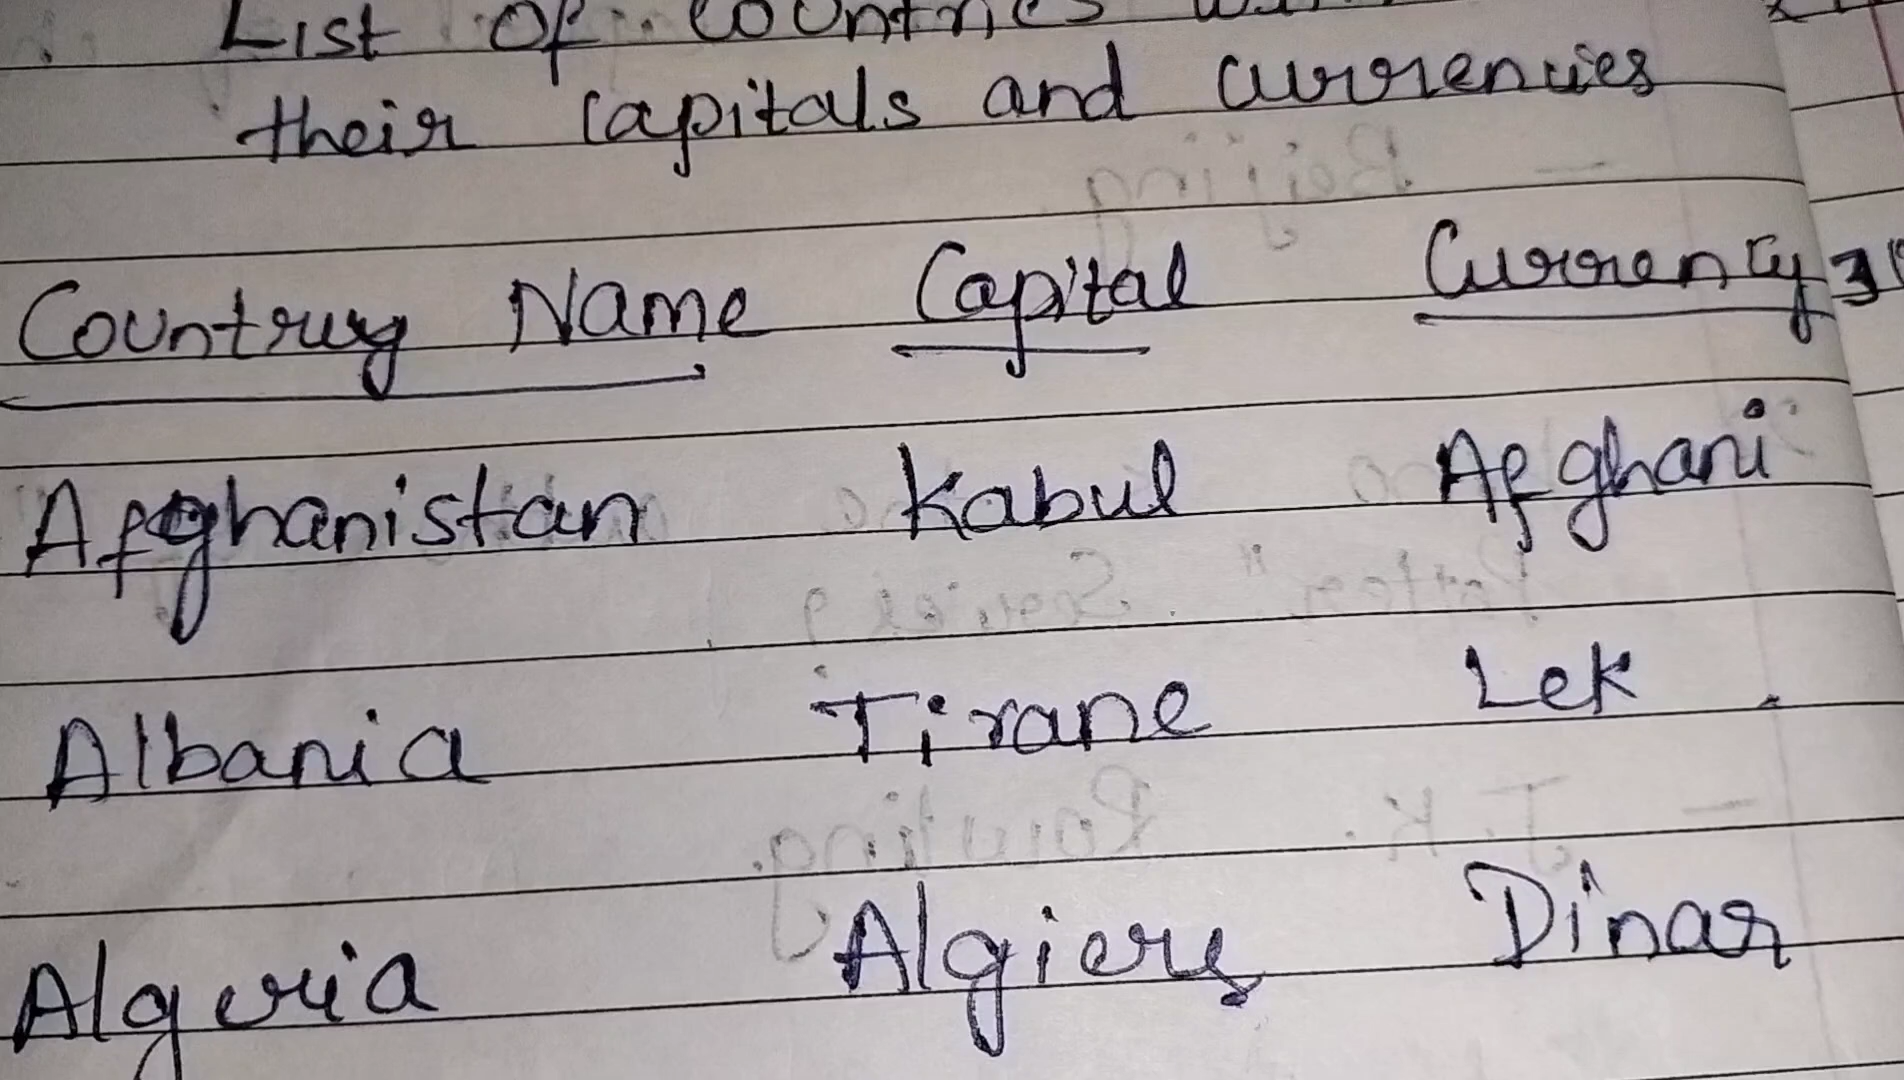 List of countries with
their capitals and currencies
Country Name Capital Currency
Afghanistan Kabul Afghani
Albania Tirane Lek
Algeria Algiers Dinar